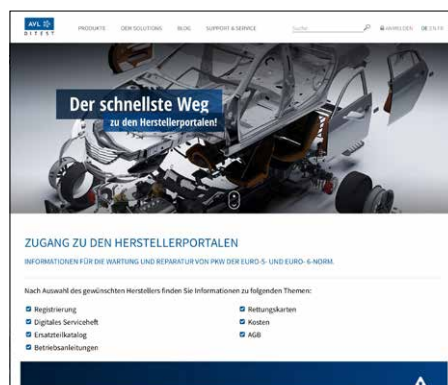 AVL
DITEST
PRODUKTE OEM SOLUTIONS BLOG SUPPORT & SERVICE Suche ANMELDEN DE EN FR
Der schnellste Weg
zu den Herstellerportalen!
ZUGANG ZU DEN HERSTELLERPORTALEN
INFORMATIONEN FÜR DIE WARTUNG UND REPARATUR VON PKW DER EURO-5- UND EURO- 6-NORM.
Nach Auswahl des gewünschten Herstellers finden Sie Informationen zu folgenden Themen:
Registrierung
Digitales Serviceheft
Ersatzteilkatalog
Betriebsanleitungen
Rettungskarten
Kosten
AGB